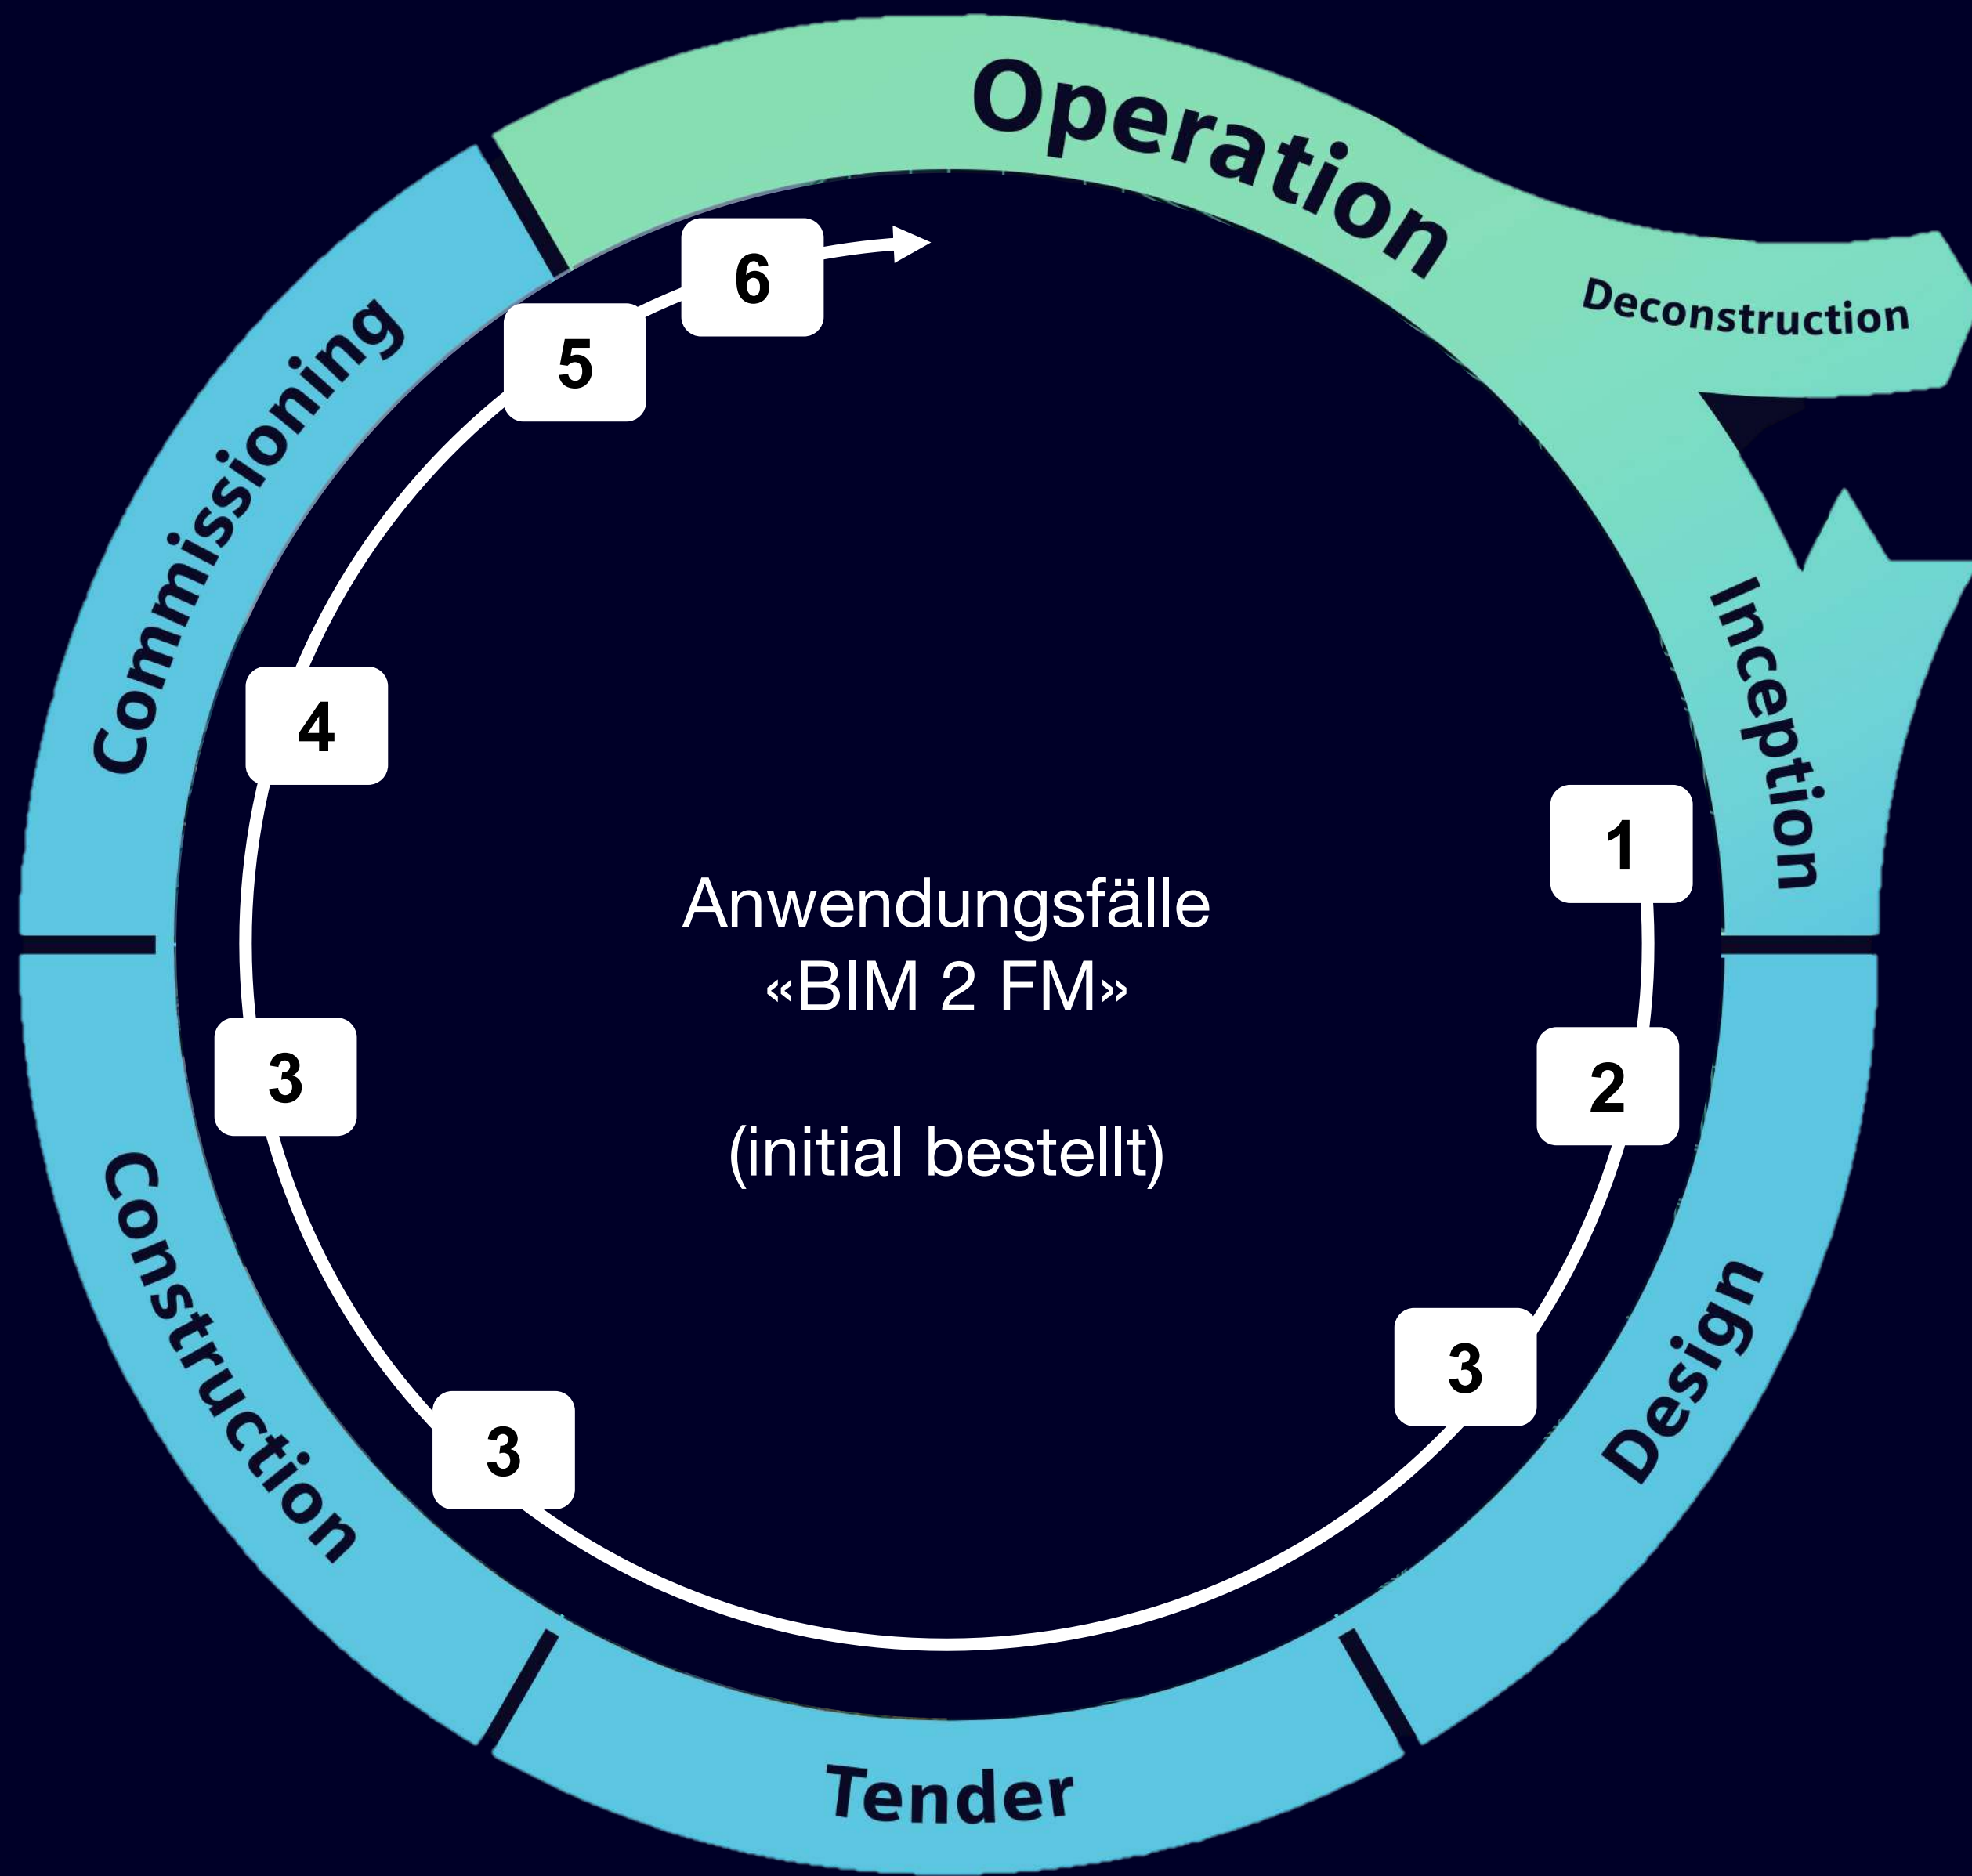 Operation
Deconstruction
6
5
Commissioning
Inception
4
1
Anwendungsfälle
«BIM 2 FM»
3
2
(initial bestellt)
Construction
Design
3
3
Tender